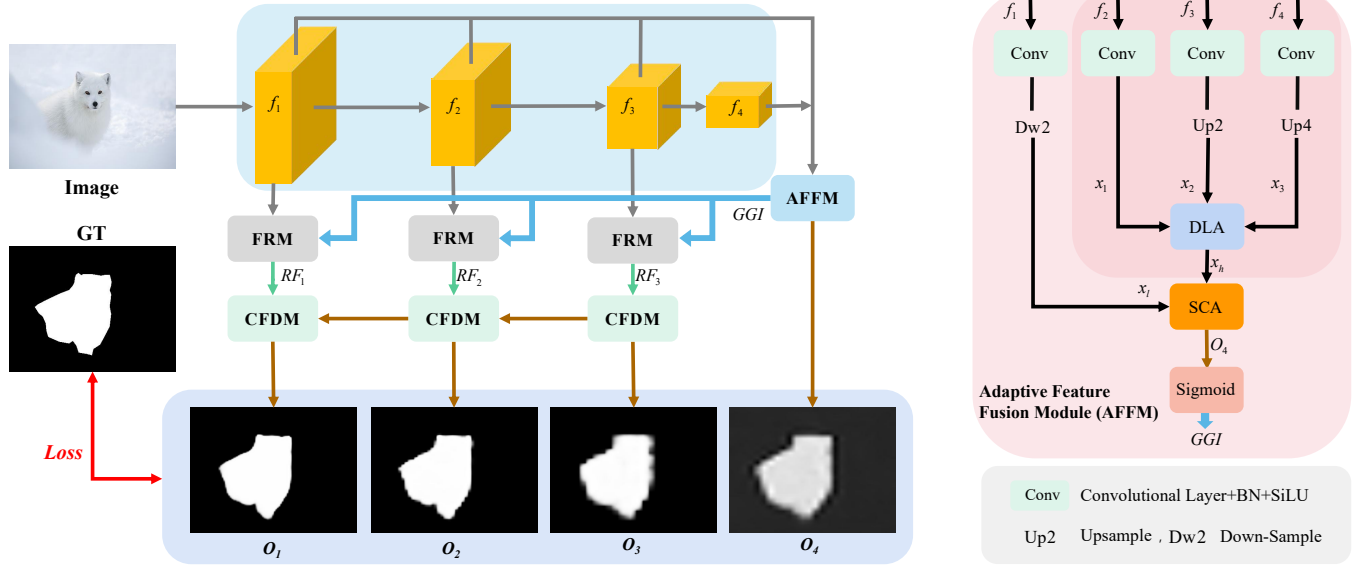 f1
f2
f3
f4
Image
AFFM
GGI
FRM
FRM
FRM
GT
RF1
RF2
RF3
CFDM
CFDM
CFDM
Loss
O1
O2
O3
O4
f1
f2
f3
f4
Conv
Conv
Conv
Conv
Dw2
Up2
Up4
x1
x2
x3
DLA
xh
xl
SCA
O4
Sigmoid
Adaptive Feature
Fusion Module (AFFM)
GGI
Conv Convolutional Layer+BN+SiLU
Up2 Upsample , Dw2 Down-Sample